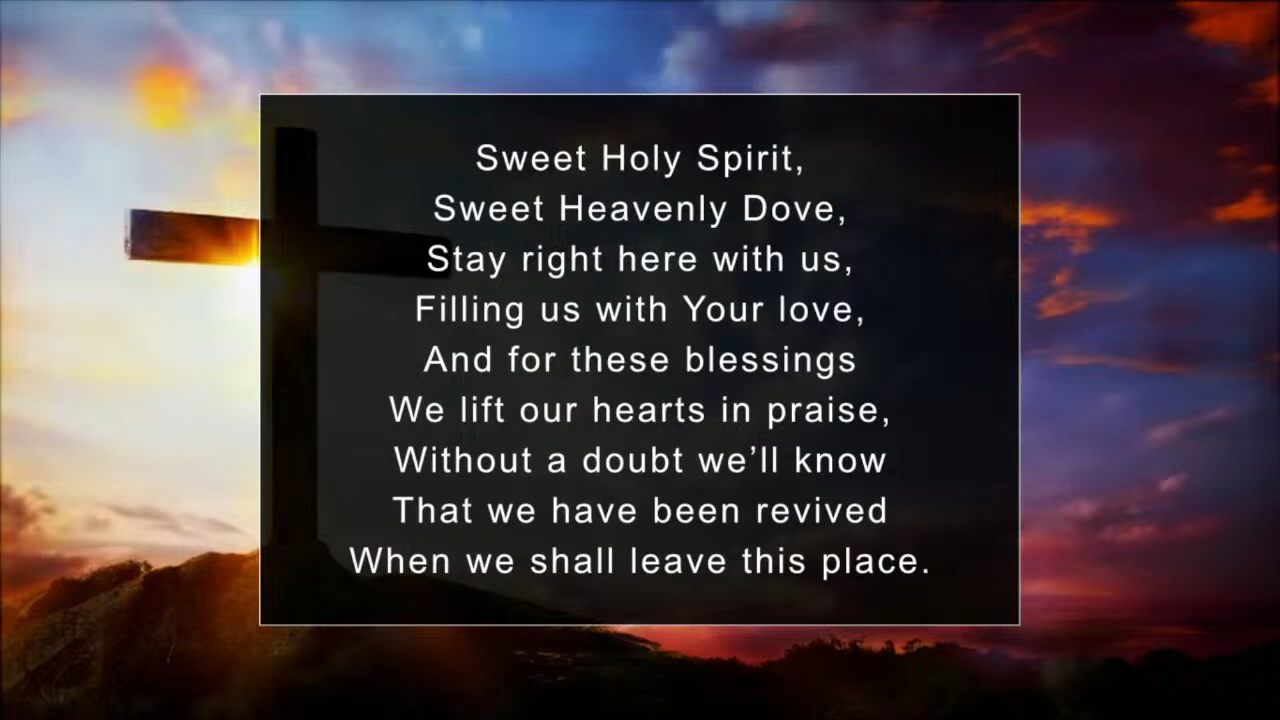 Sweet Holy Spirit,
Sweet Heavenly Dove,
Stay right here with us,
Filling us with Your love,
And for these blessings
We lift our hearts in praise,
Without a doubt we’ll know
That we have been revived
When we shall leave this place.